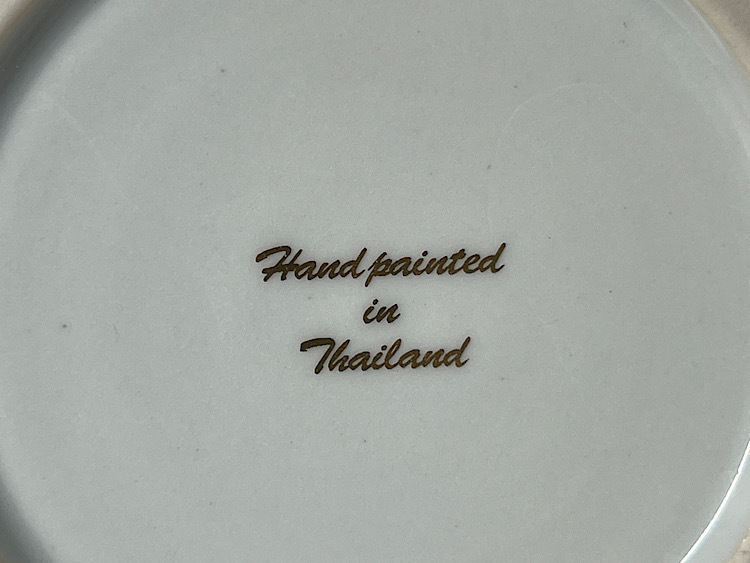 Hand painted
in
Thailand